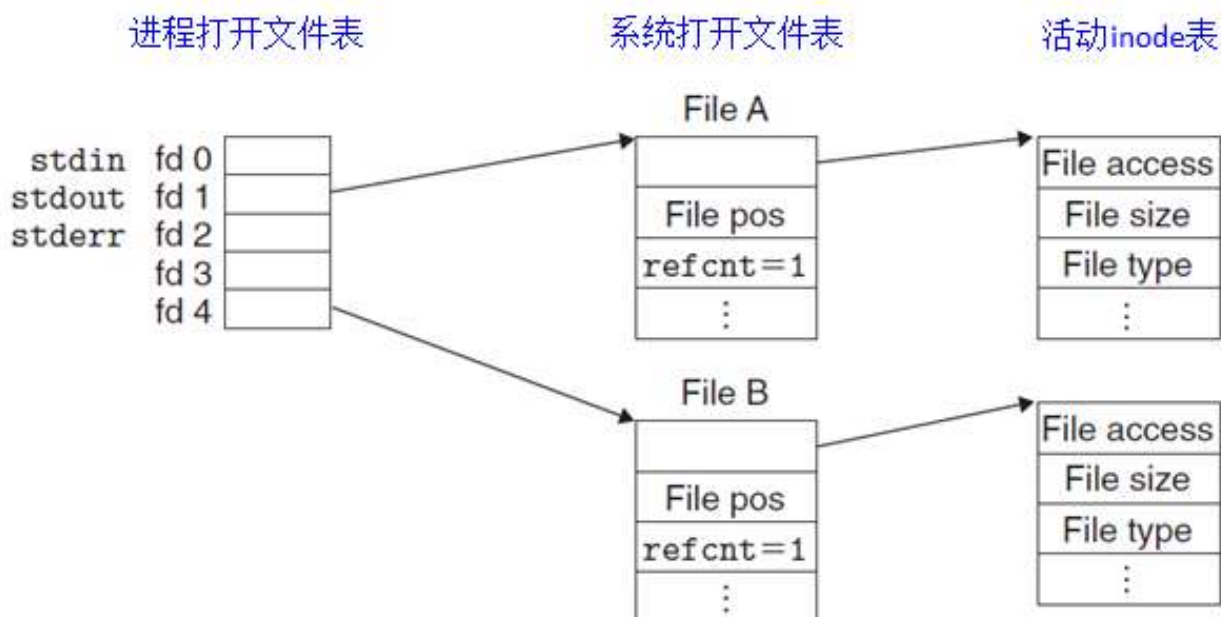 进程打开文件表
系统打开文件表
活动inode表
stdin fd 0
stdout fd 1
stderr fd 2
fd 3
fd 4
File A
File pos
refcnt=1
⋮
File access
File size
File type
⋮
File B
File pos
refcnt=1
⋮
File access
File size
File type
⋮